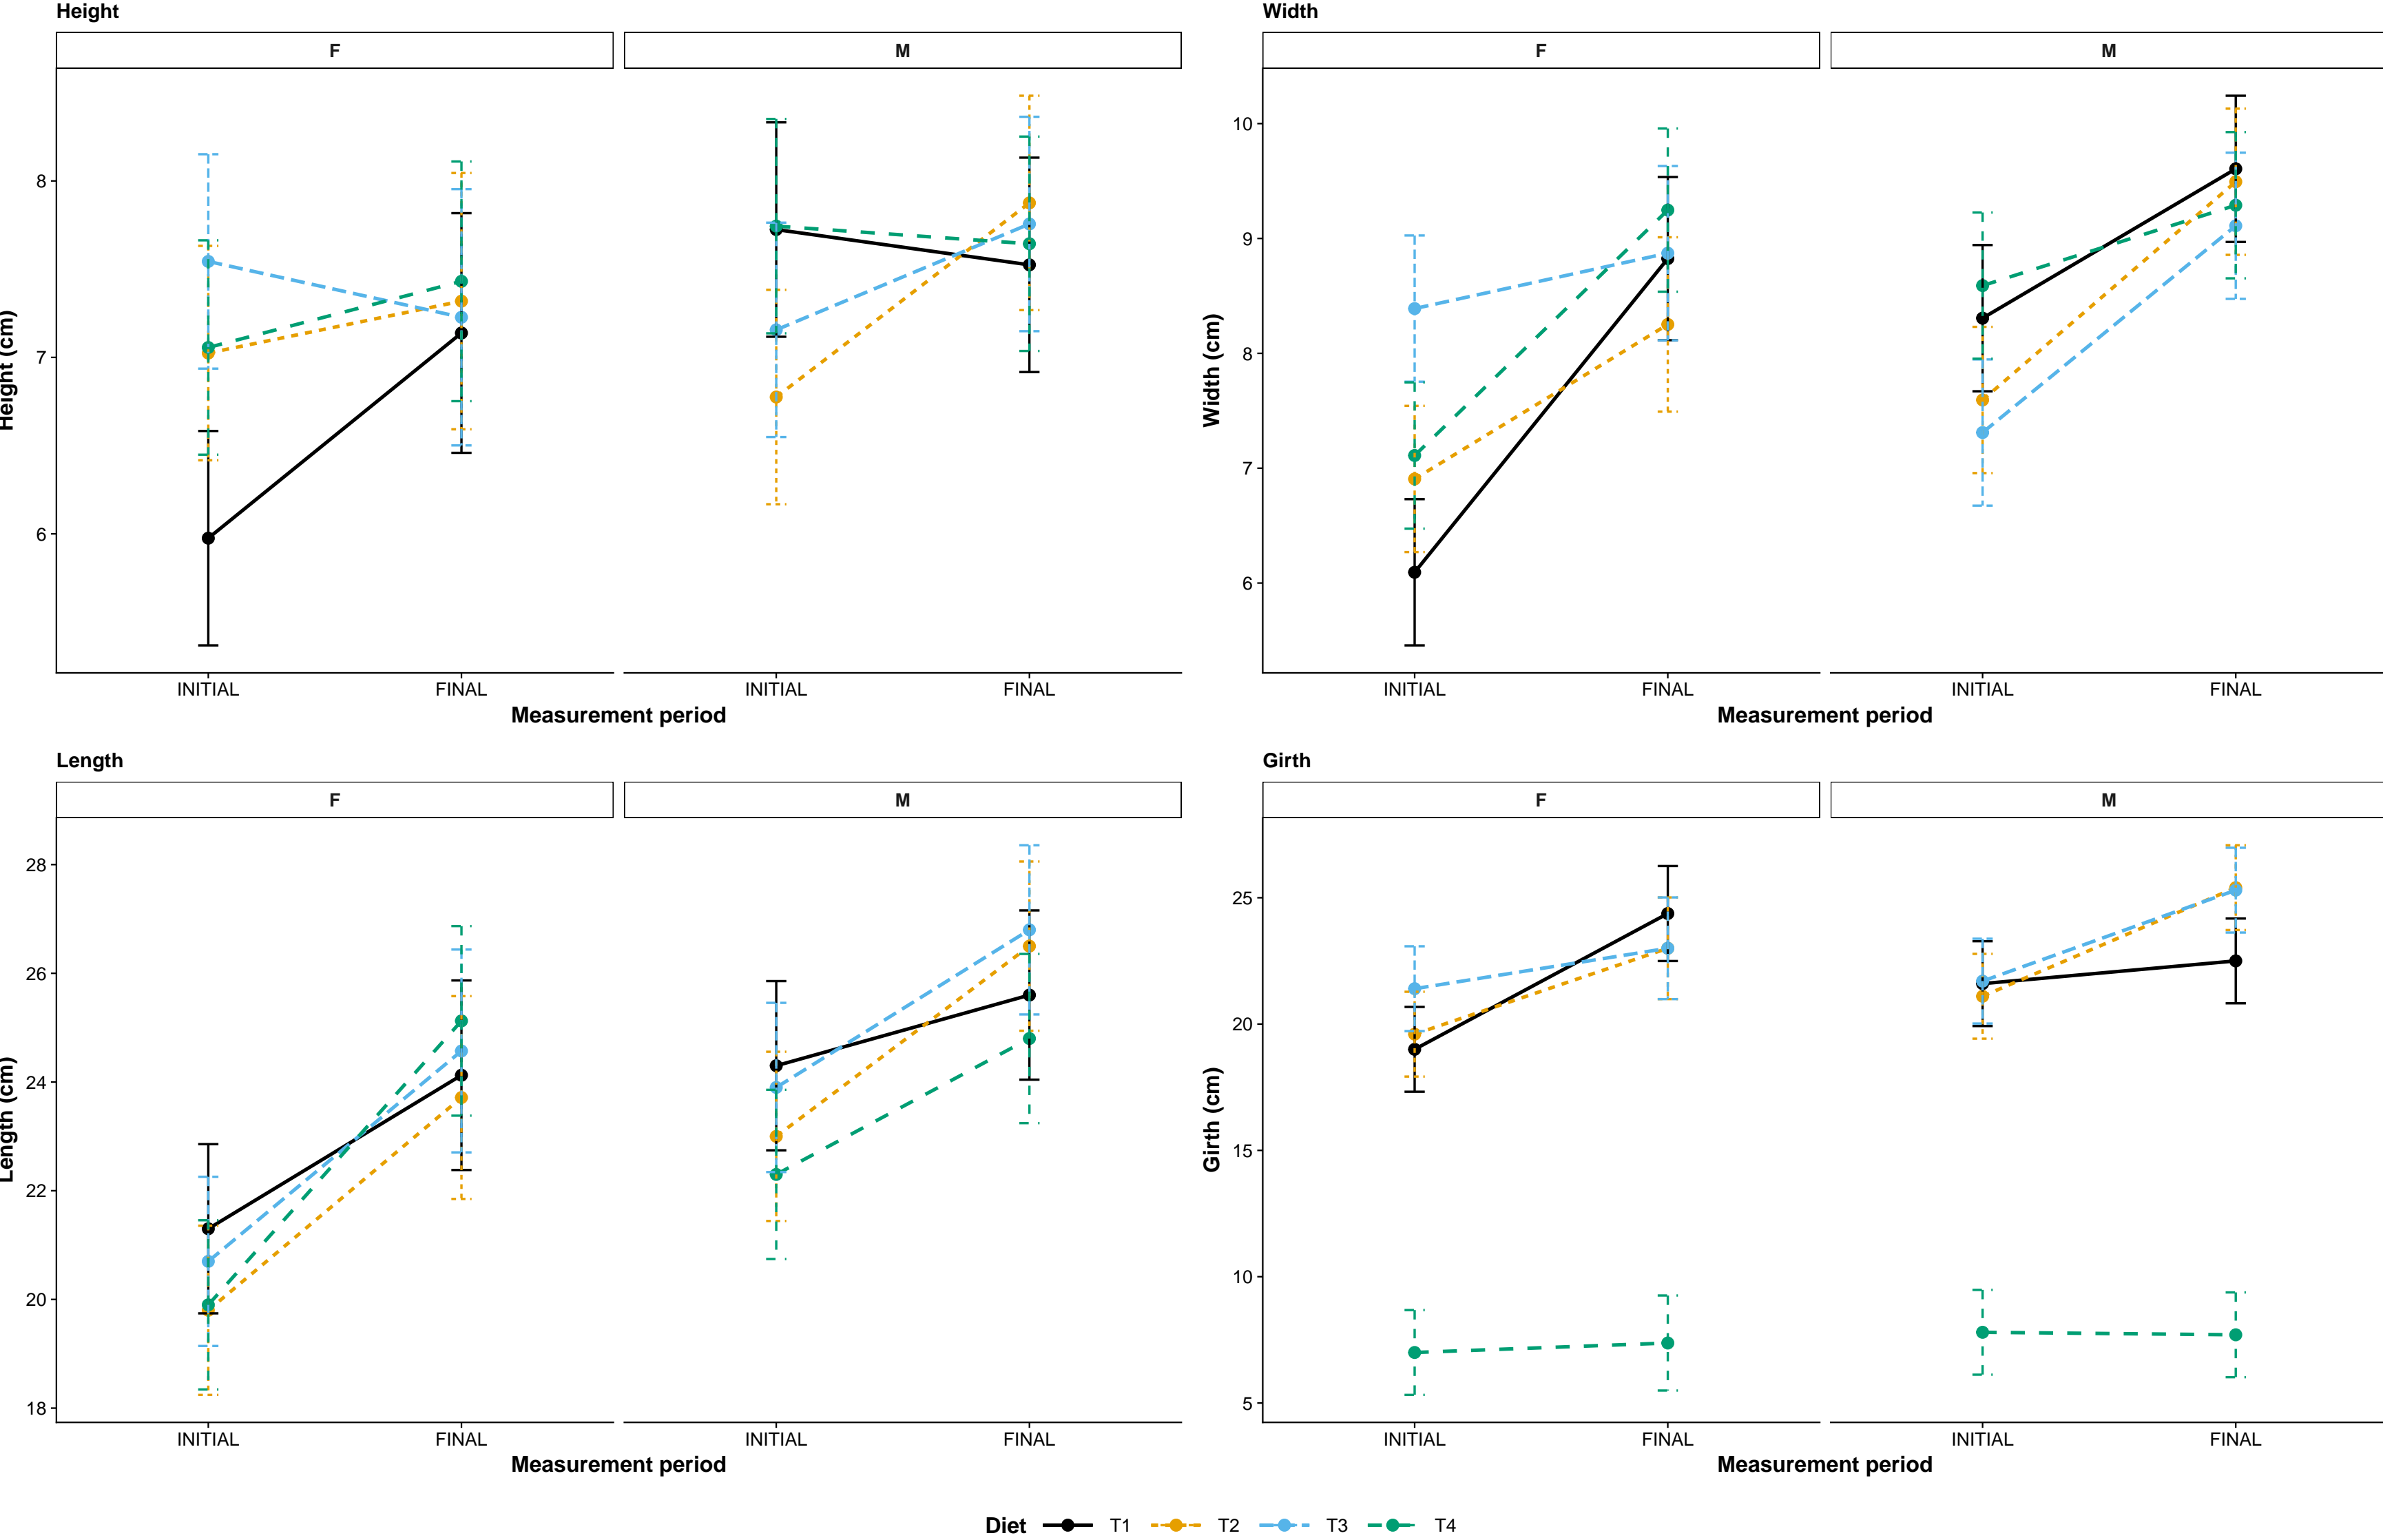 Height
F
M
8
7
6
Height (cm)
INITIAL
FINAL
INITIAL
FINAL
Measurement period
Width
F
M
10
9
8
7
6
Width (cm)
INITIAL
FINAL
INITIAL
FINAL
Measurement period
Length
F
M
28
26
24
22
20
18
Length (cm)
INITIAL
FINAL
INITIAL
FINAL
Measurement period
Girth
F
M
25
20
15
10
5
Girth (cm)
INITIAL
FINAL
INITIAL
FINAL
Measurement period
Diet T1 T2 T3 T4